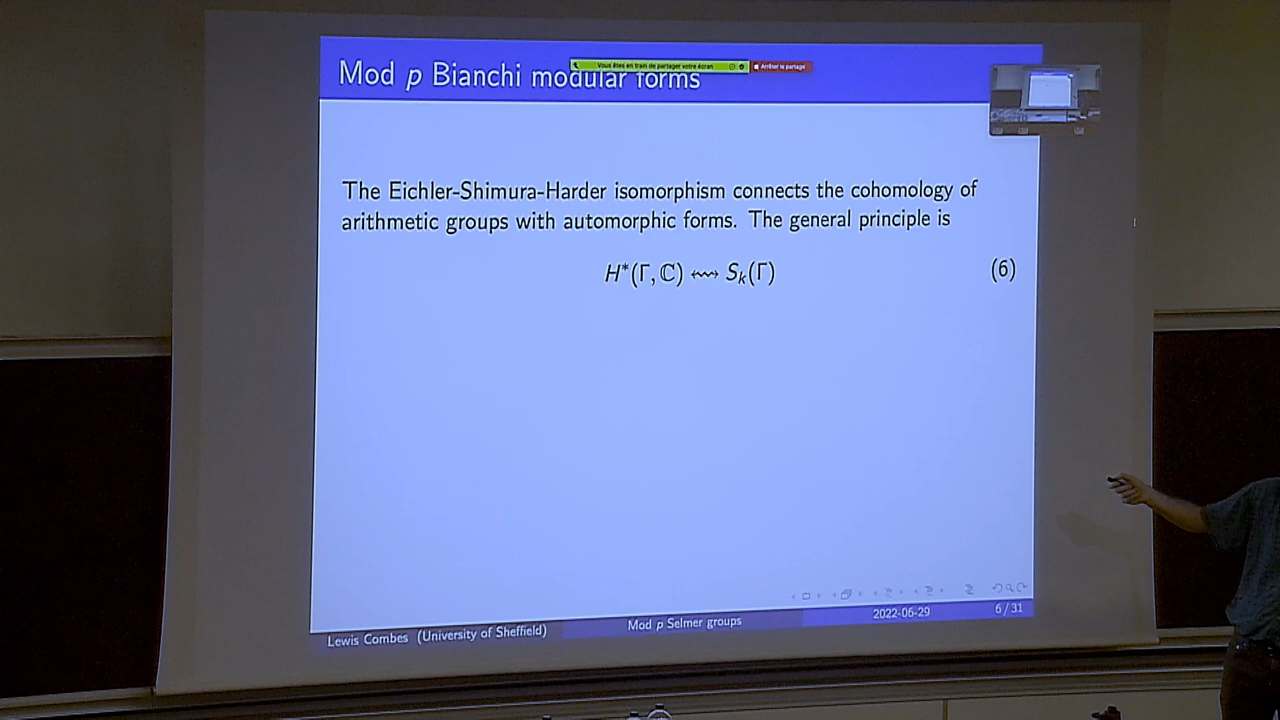 Mod p Bianchi modular forms
Vous êtes en train de partager votre écran
Arrêter le partage
The Eichler-Shimura-Harder isomorphism connects the cohomology of
arithmetic groups with automorphic forms. The general principle is
H*(Γ, ℂ) ↭ Sₖ(Γ) (6)
Lewis Combes (University of Sheffield) Mod p Selmer groups 2022-06-29 6 / 31